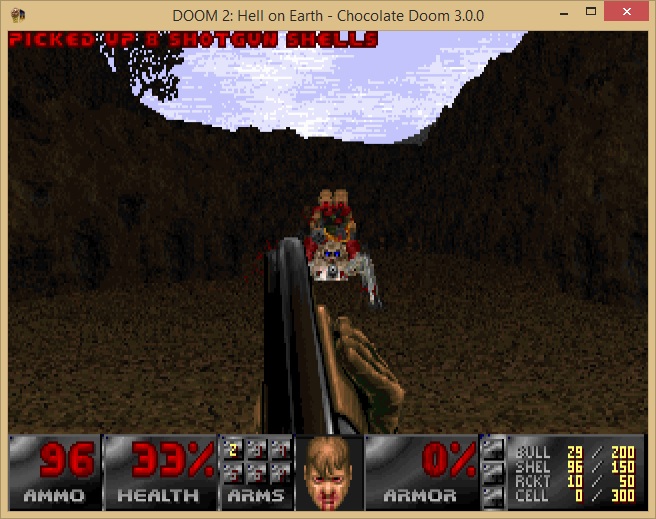 DOOM 2: Hell on Earth - Chocolate Doom 3.0.0
PICKED UP 8 SHOTGUN SHELLS
96 33% 2 0%
AMMO HEALTH ARMS ARMOR
BULL 29 / 200
SHEL 96 / 150
RCKT 10 / 50
CELL 0 / 300